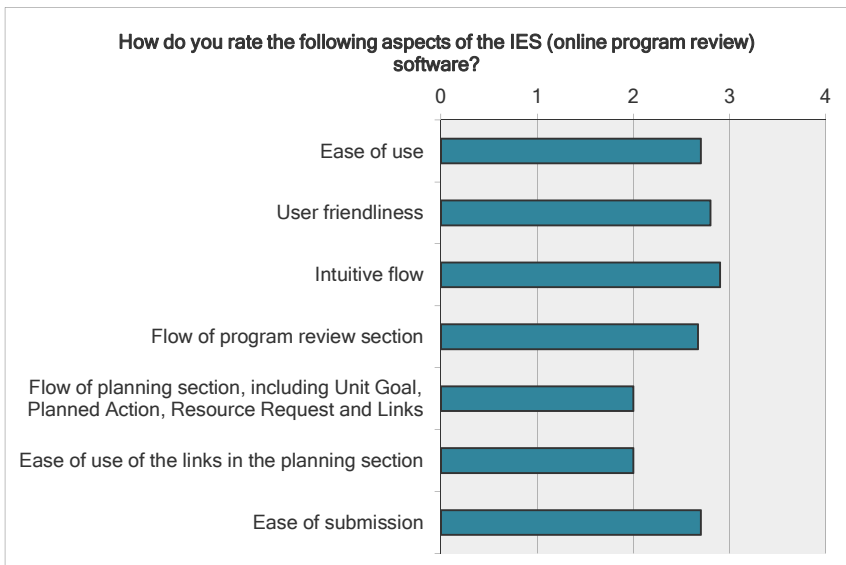 How do you rate the following aspects of the IES (online program review)
software?
0 1 2 3 4
Ease of use
User friendliness
Intuitive flow
Flow of program review section
Flow of planning section, including Unit Goal,
Planned Action, Resource Request and Links
Ease of use of the links in the planning section
Ease of submission